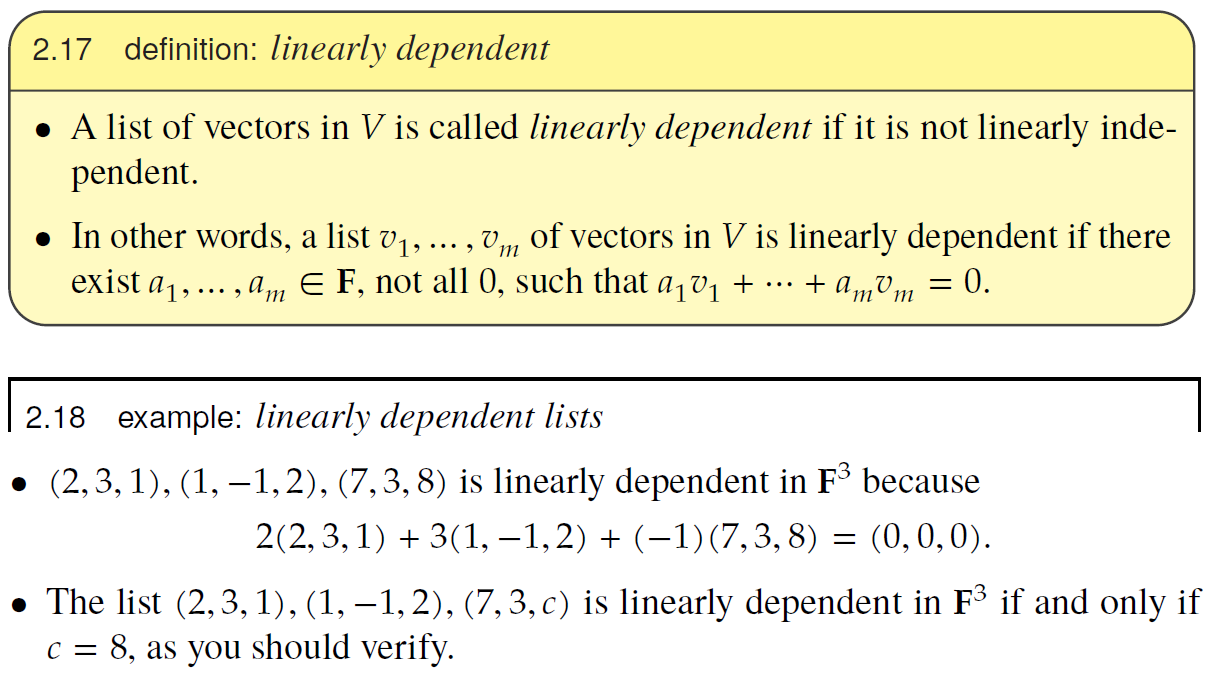 2.17 definition: linearly dependent
• A list of vectors in V is called linearly dependent if it is not linearly inde-
pendent.
• In other words, a list v₁, … , vₘ of vectors in V is linearly dependent if there
exist a₁, … , aₘ ∈ F, not all 0, such that a₁v₁ + ⋯ + aₘvₘ = 0.
2.18 example: linearly dependent lists
• (2, 3, 1), (1, −1, 2), (7, 3, 8) is linearly dependent in F³ because
2(2, 3, 1) + 3(1, −1, 2) + (−1)(7, 3, 8) = (0, 0, 0).
• The list (2, 3, 1), (1, −1, 2), (7, 3, c) is linearly dependent in F³ if and only if
c = 8, as you should verify.